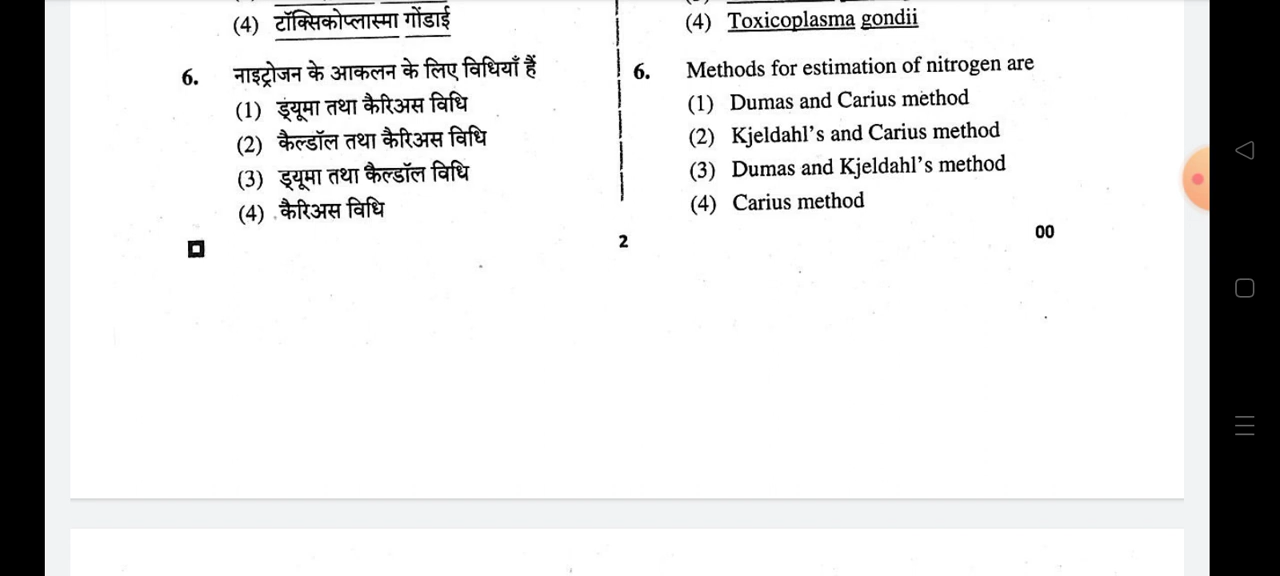 (4) टॉक्सिकोप्लास्मा गोंडाई
6. नाइट्रोजन के आकलन के लिए विधियाँ हैं
(1) ड्यूमा तथा कैरिअस विधि
(2) कैल्डॉल तथा कैरिअस विधि
(3) ड्यूमा तथा कैल्डॉल विधि
(4) कैरिअस विधि
(4) Toxicoplasma gondii
6. Methods for estimation of nitrogen are
(1) Dumas and Carius method
(2) Kjeldahl's and Carius method
(3) Dumas and Kjeldahl's method
(4) Carius method
2
00